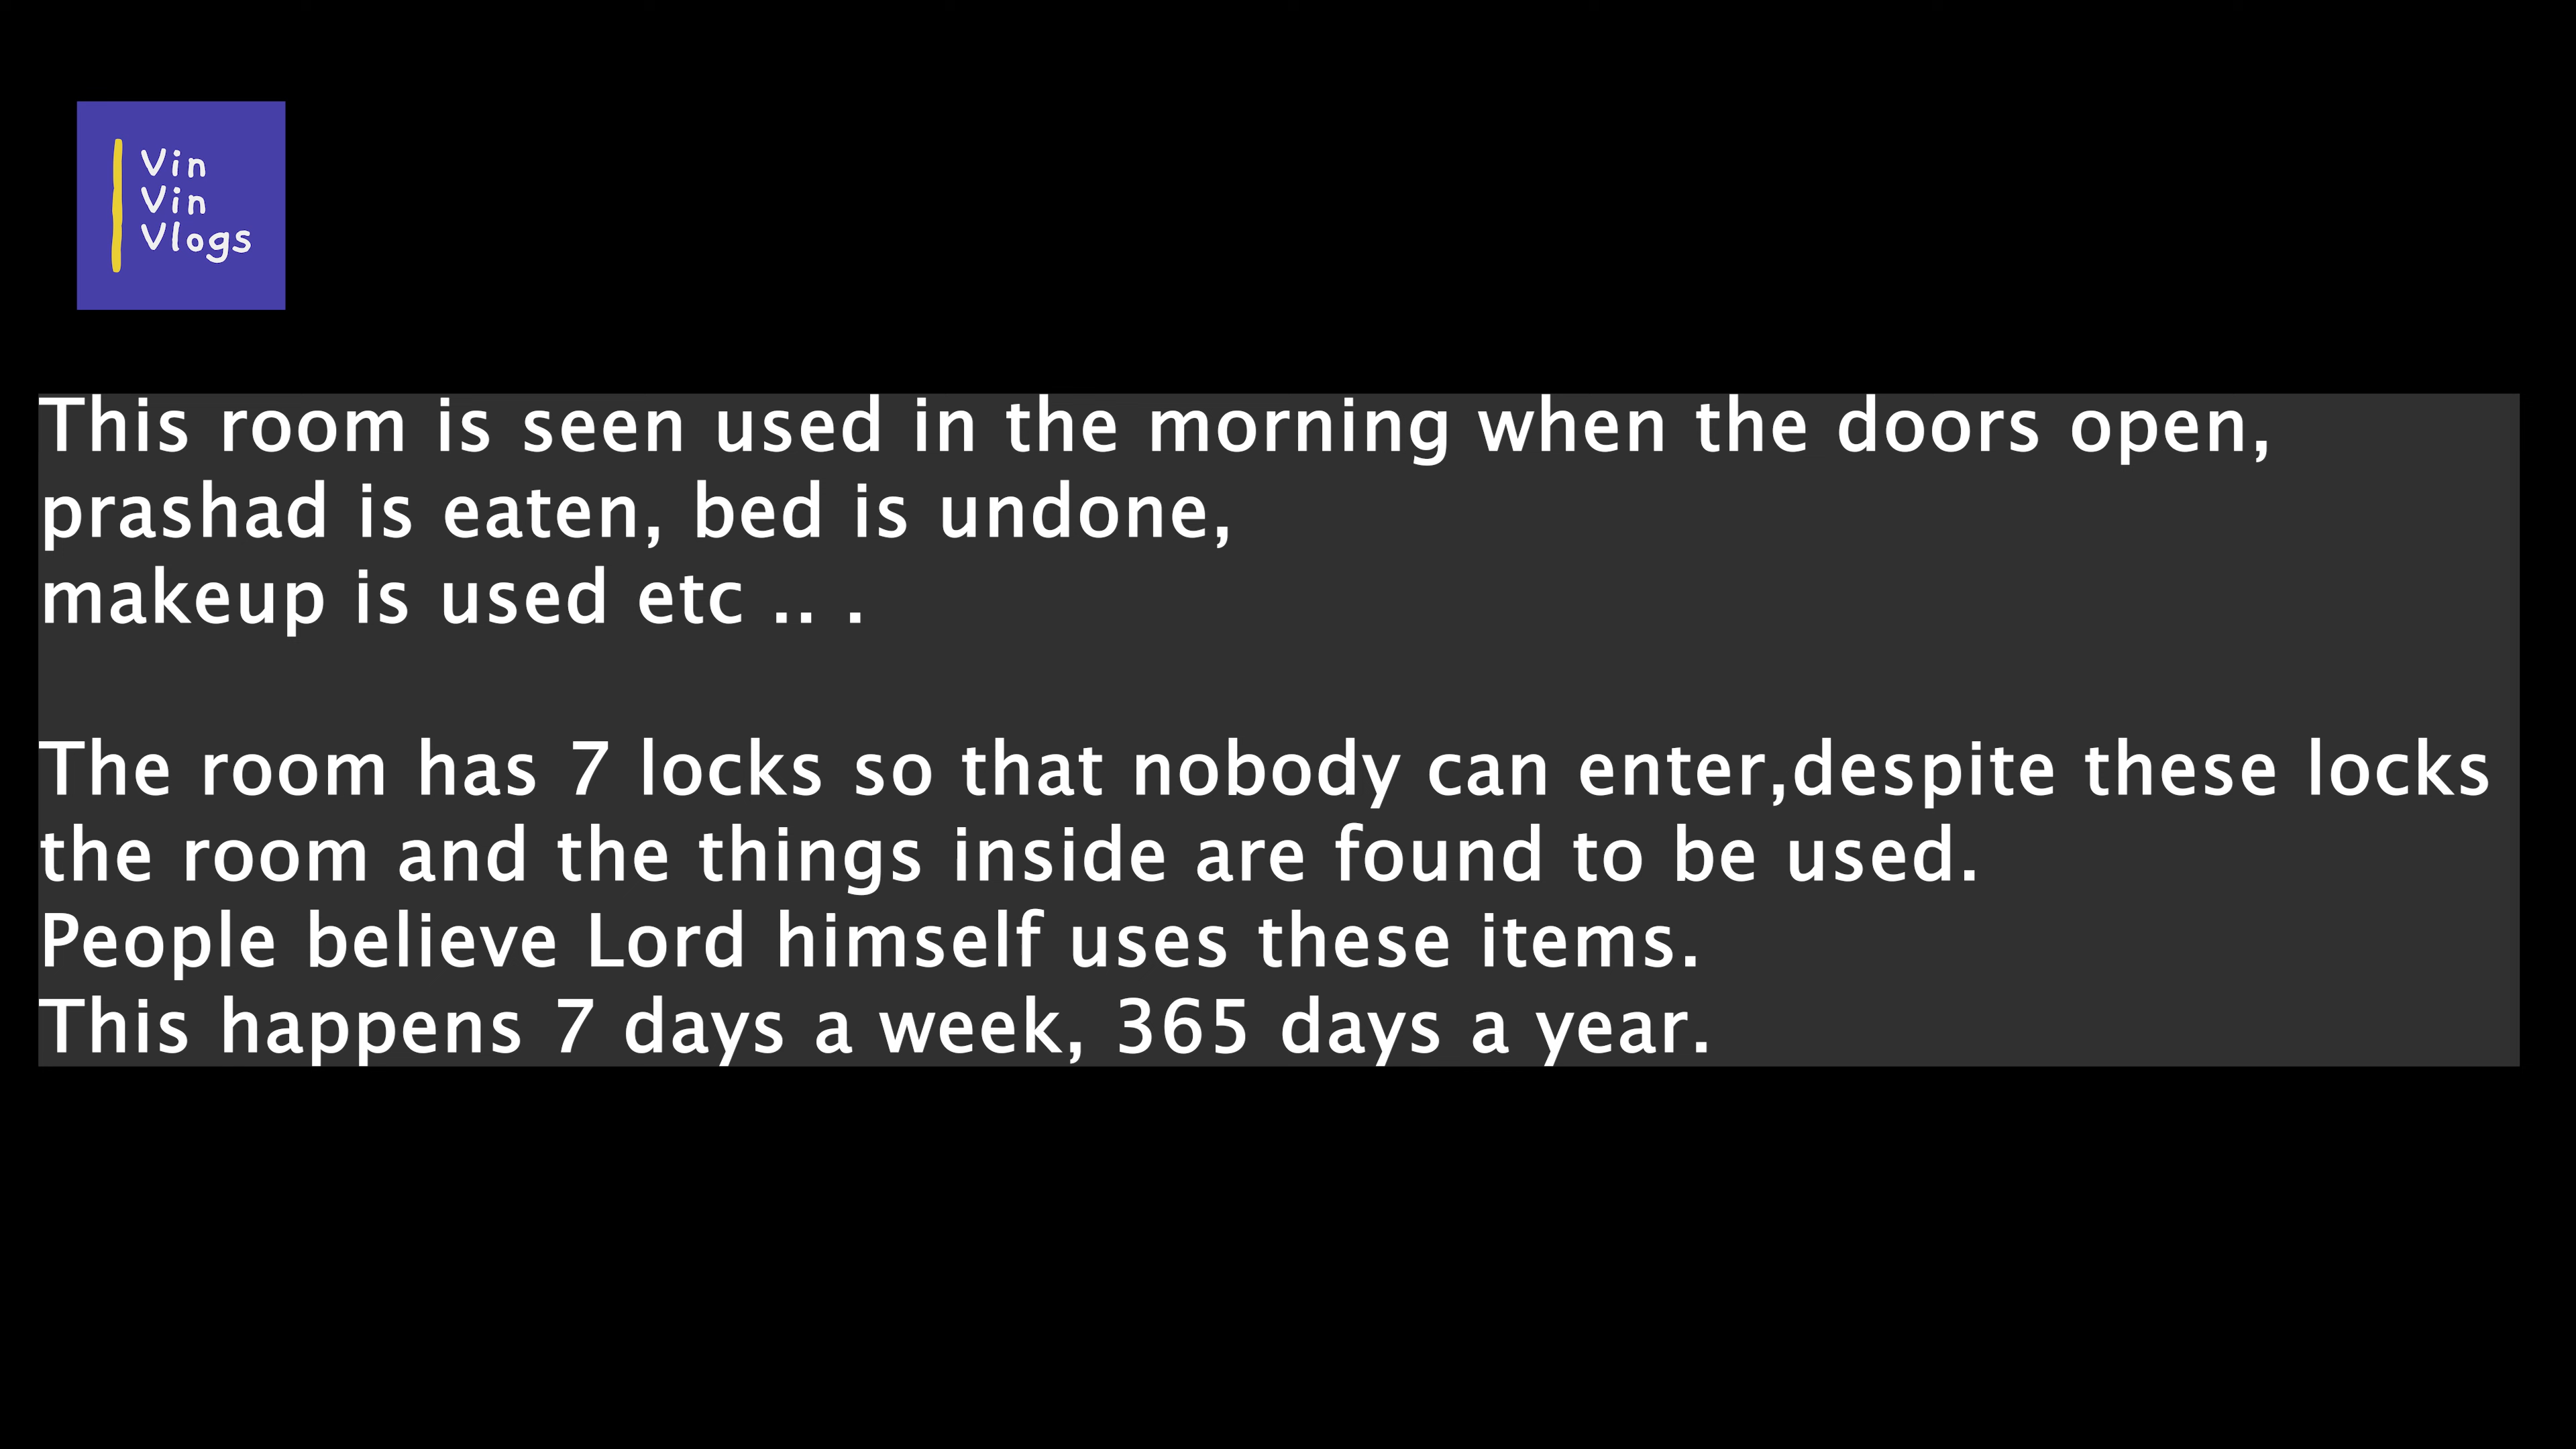 Vin
Vin
Vlogs
This room is seen used in the morning when the doors open,
prashad is eaten, bed is undone,
makeup is used etc .. .
The room has 7 locks so that nobody can enter,despite these locks
the room and the things inside are found to be used.
People believe Lord himself uses these items.
This happens 7 days a week, 365 days a year.